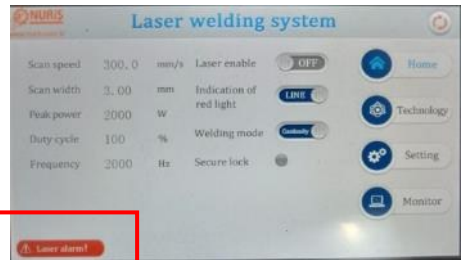 NURIS
Laser welding system
Scan speed 300.0 mm/s Laser enable OFF
Scan width 3.00 mm Indication of red light LINE
Peak power 2000 W
Duty cycle 100 % Welding mode Continuity
Frequency 2000 Hz Secure lock
Home
Technology
Setting
Monitor
Laser alarm!